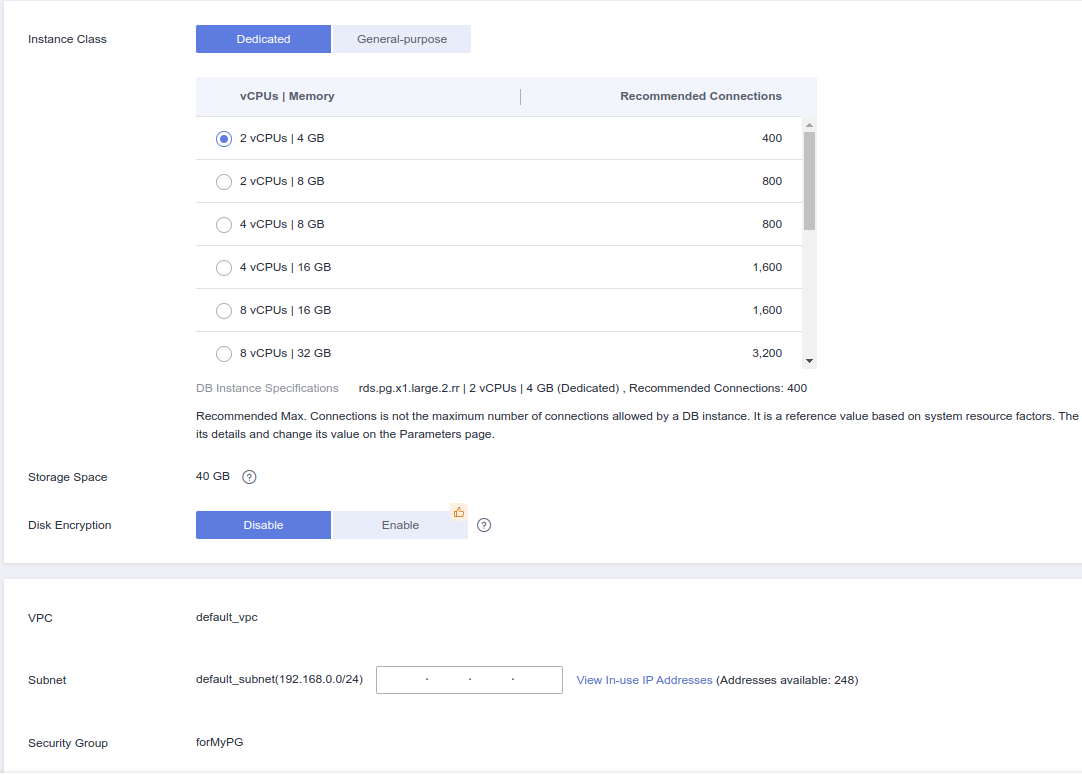 Instance Class Dedicated General-purpose
vCPUs | Memory Recommended Connections
2 vCPUs | 4 GB 400
2 vCPUs | 8 GB 800
4 vCPUs | 8 GB 800
4 vCPUs | 16 GB 1,600
8 vCPUs | 16 GB 1,600
8 vCPUs | 32 GB 3,200
DB Instance Specifications rds.pg.x1.large.2.rr | 2 vCPUs | 4 GB (Dedicated) , Recommended Connections: 400
Recommended Max. Connections is not the maximum number of connections allowed by a DB instance. It is a reference value based on system resource factors. The
its details and change its value on the Parameters page.
Storage Space 40 GB ?
Disk Encryption Disable Enable ?
VPC default_vpc
Subnet default_subnet(192.168.0.0/24) . . . View In-use IP Addresses (Addresses available: 248)
Security Group forMyPG